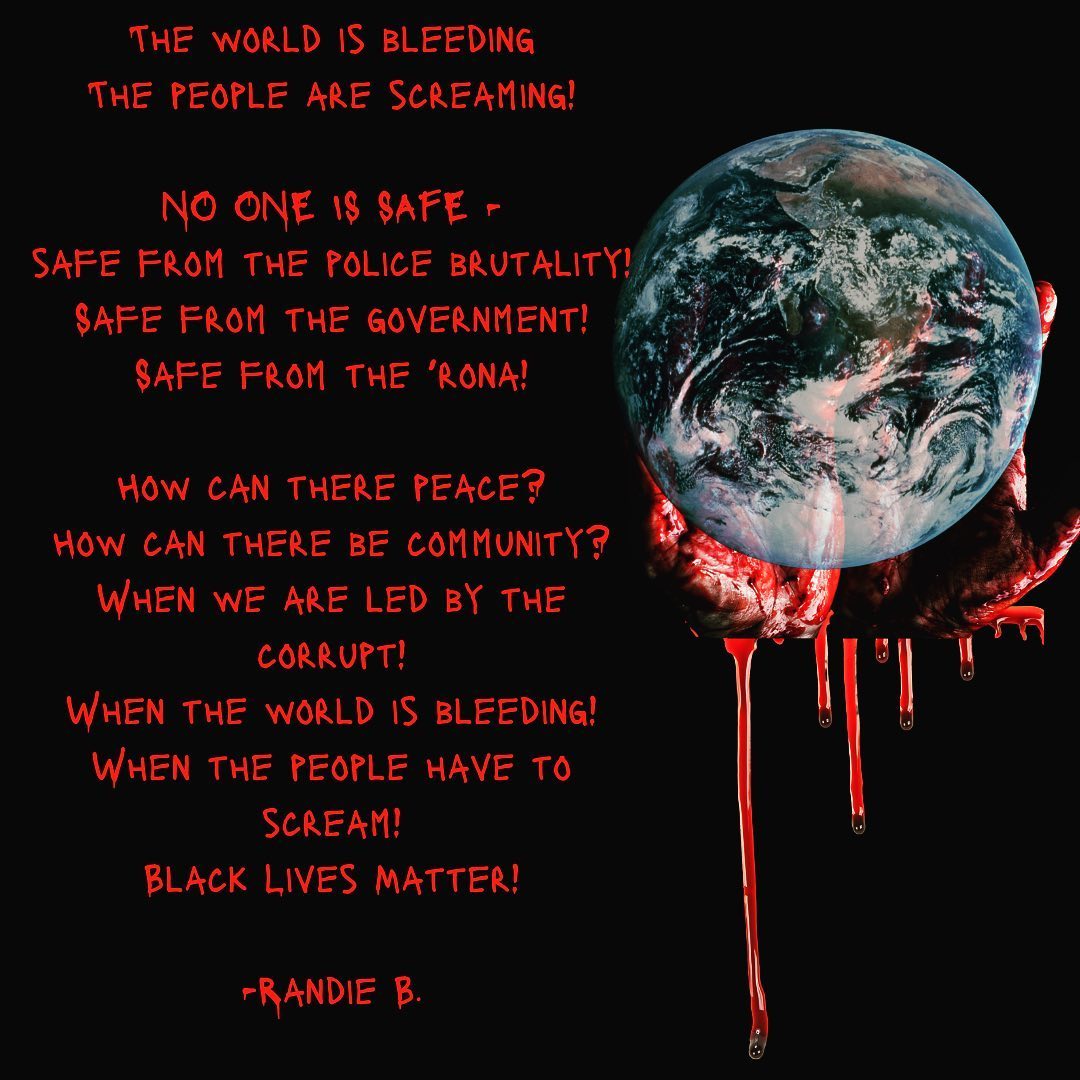 The world is bleeding
The people are screaming!
No one is safe -
Safe from the police brutality!
Safe from the government!
Safe from the 'rona!
How can there peace?
How can there be community?
When we are led by the
corrupt!
When the world is bleeding!
When the people have to
scream!
Black Lives Matter!
-Randie B.